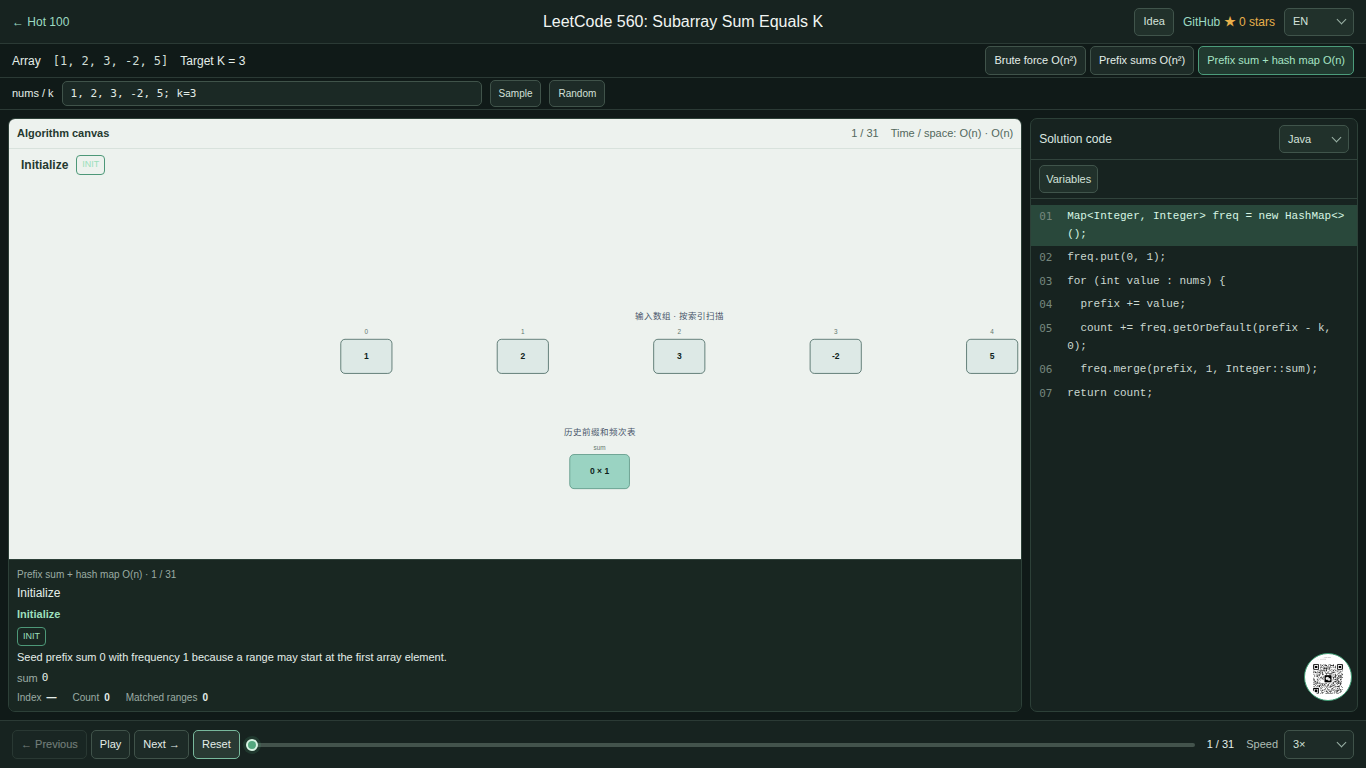 ← Hot 100
LeetCode 560: Subarray Sum Equals K
Idea
GitHub ★ 0 stars
EN
Array [1, 2, 3, -2, 5] Target K = 3
Brute force O(n²)
Prefix sums O(n²)
Prefix sum + hash map O(n)
nums / k
1, 2, 3, -2, 5; k=3
Sample
Random
Algorithm canvas
1 / 31 Time / space: O(n) · O(n)
Initialize INIT
输入数组 · 按索引扫描
0 1 2 3 4
1 2 3 -2 5
历史前缀和频次表
sum
0 × 1
Prefix sum + hash map O(n) · 1 / 31
Initialize
Initialize
INIT
Seed prefix sum 0 with frequency 1 because a range may start at the first array element.
sum 0
Index — Count 0 Matched ranges 0
Solution code
Java
Variables
01 Map<Integer, Integer> freq = new HashMap<>
();
02 freq.put(0, 1);
03 for (int value : nums) {
04 prefix += value;
05 count += freq.getOrDefault(prefix - k,
0);
06 freq.merge(prefix, 1, Integer::sum);
07 return count;
← Previous
Play
Next →
Reset
1 / 31
Speed
3×